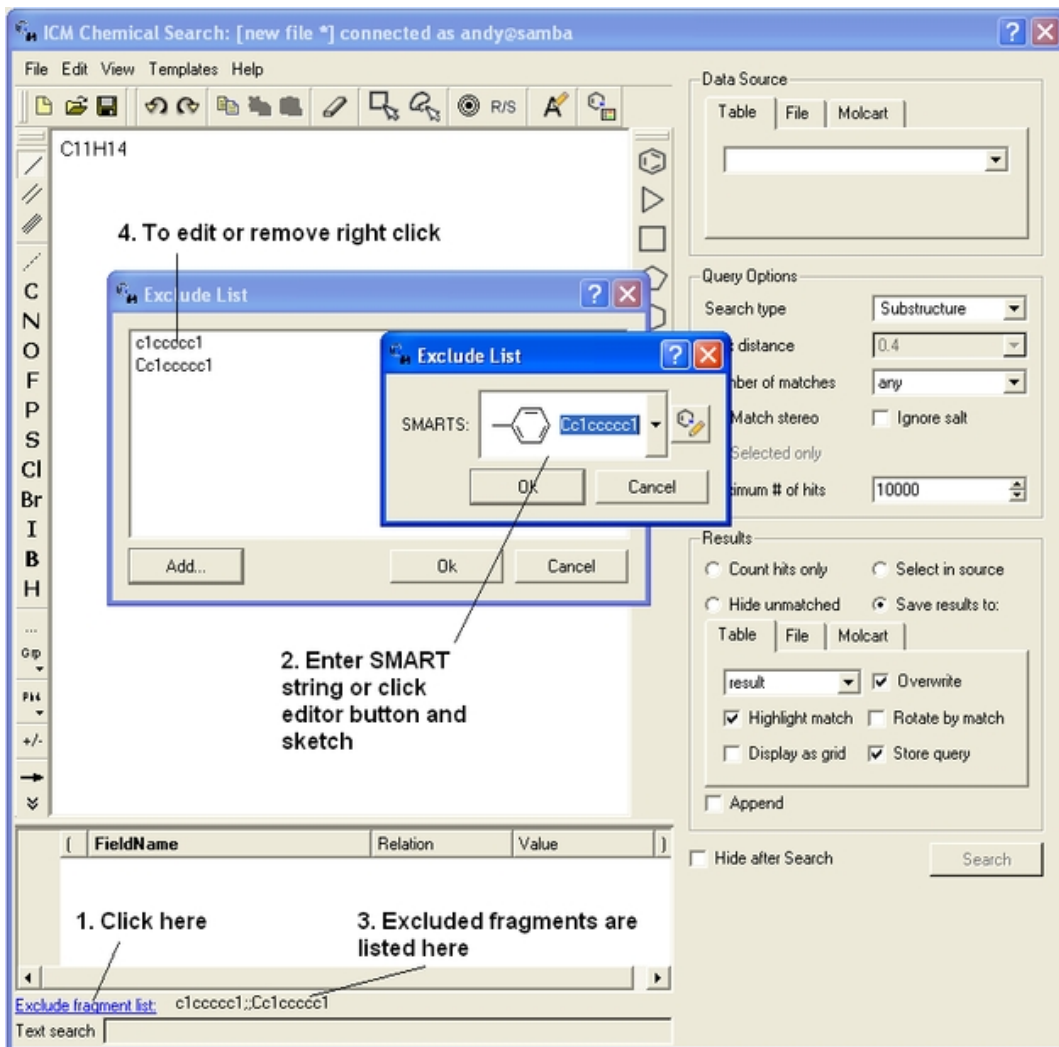 ICM Chemical Search: [new file *] connected as andy@samba
File Edit View Templates Help
R/S
C11H14
4. To edit or remove right click
C
N
O
F
P
S
Cl
Br
I
B
H
...
Grp
+/-
Exclude List
c1ccccc1
Cc1ccccc1
Add...
Ok
Cancel
Exclude List
SMARTS:
Cc1ccccc1
Ok
Cancel
2. Enter SMART
string or click
editor button and
sketch
Data Source
Table File Molcart
Query Options
Search type Substructure
distance 0.4
of matches any
Match stereo Ignore salt
Selected only
# of hits 10000
Results
Count hits only Select in source
Hide unmatched Save results to:
Table File Molcart
result Overwrite
Highlight match Rotate by match
Display as grid Store query
Append
Hide after Search Search
( FieldName Relation Value )
1. Click here
3. Excluded fragments are
listed here
Exclude fragment list: c1ccccc1;;Cc1ccccc1
Text search